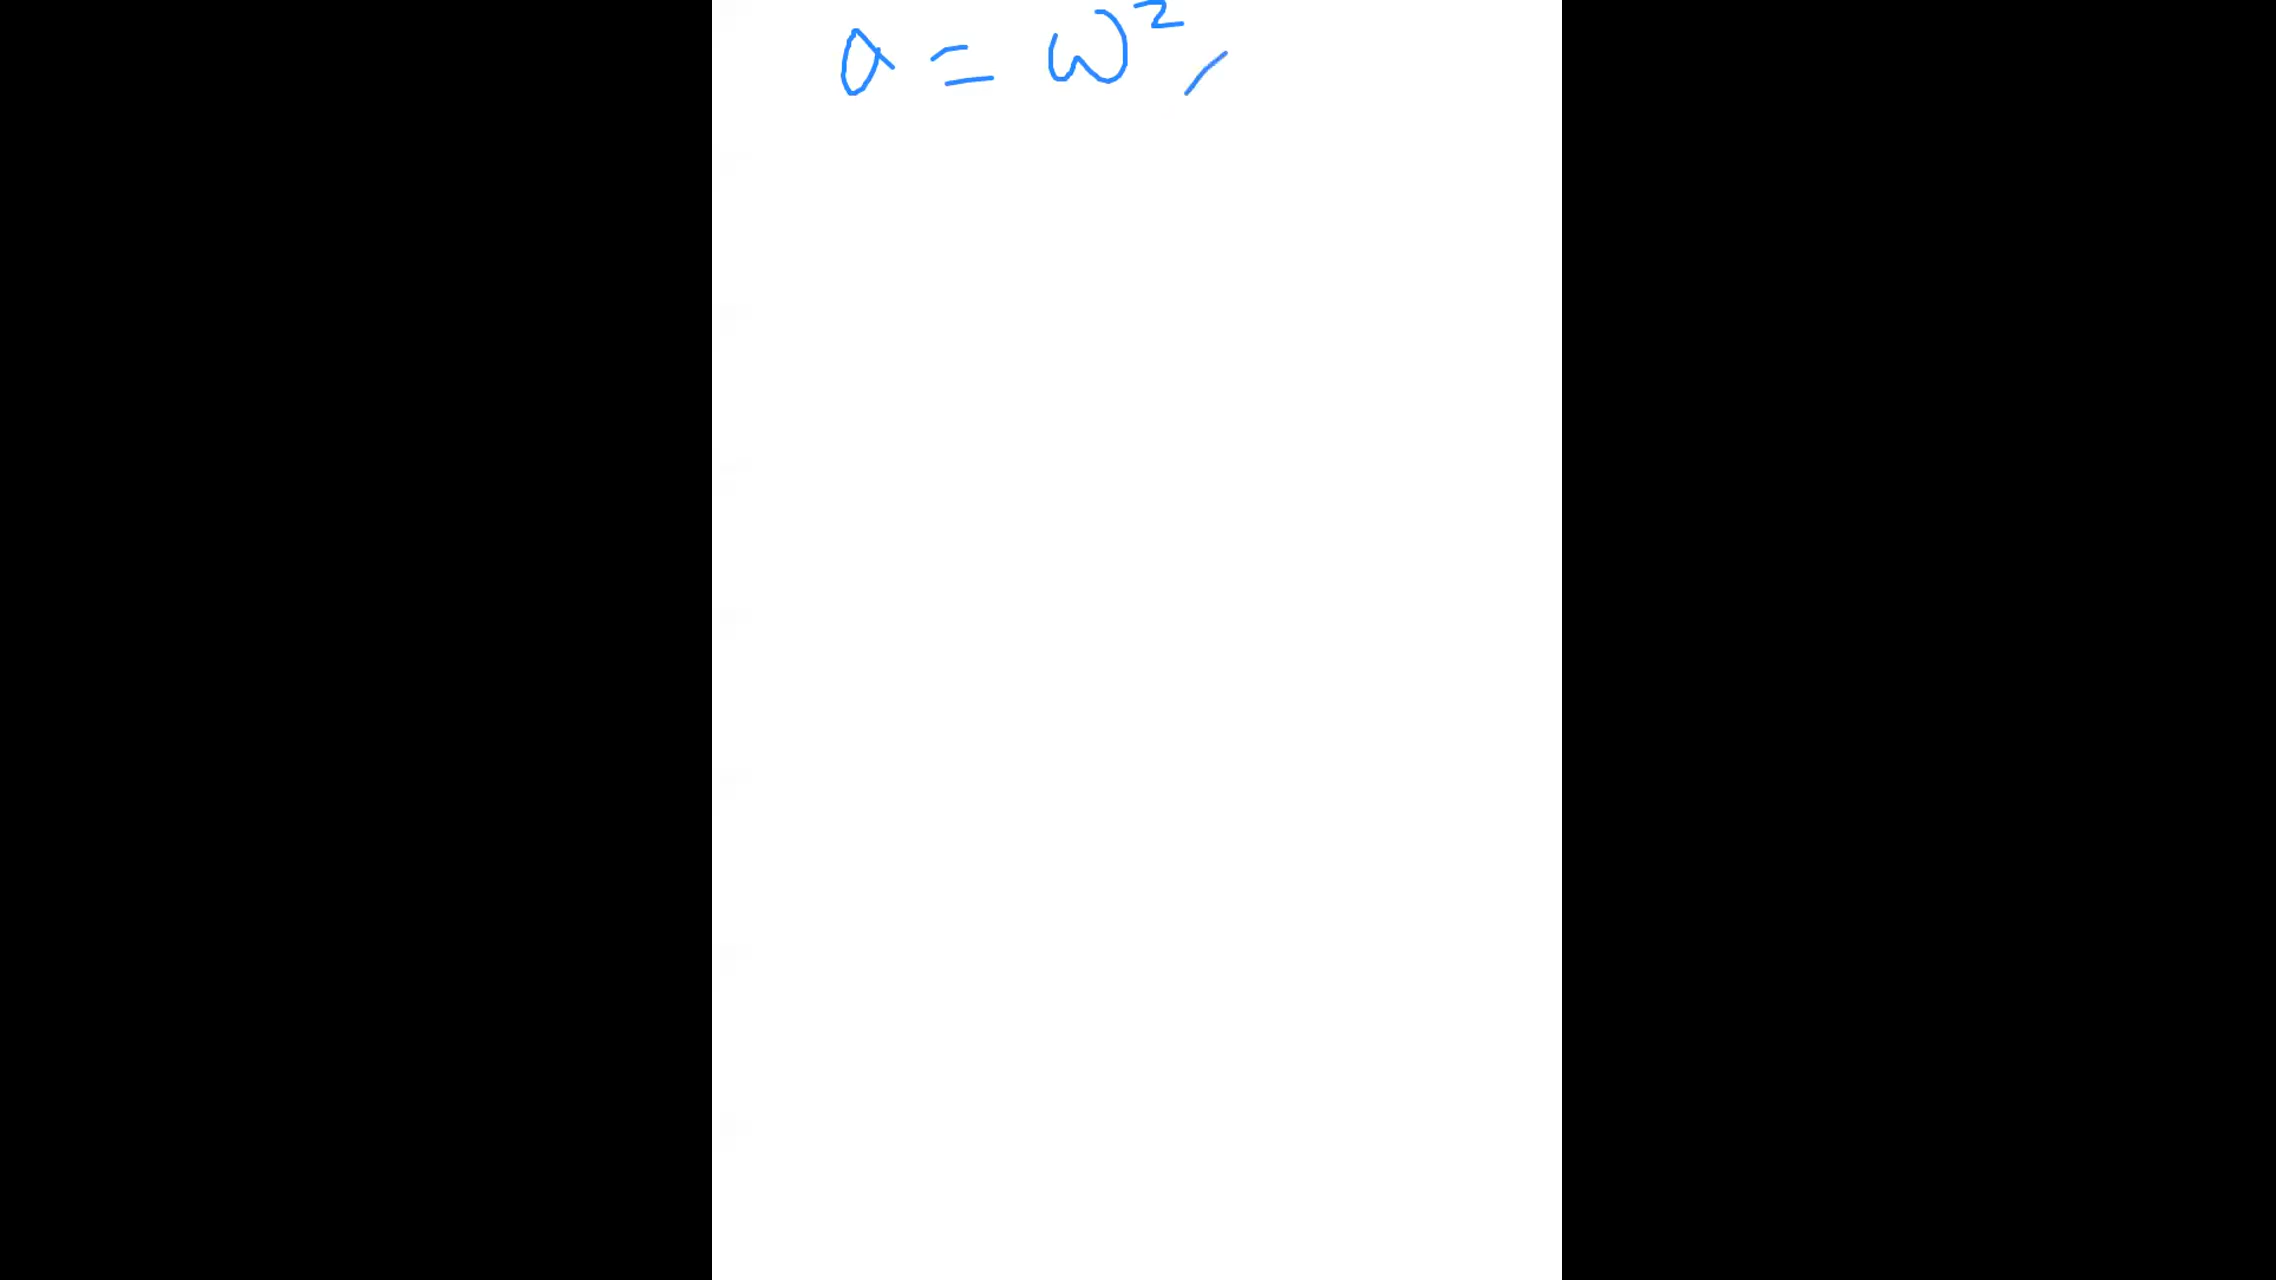 a = ω²